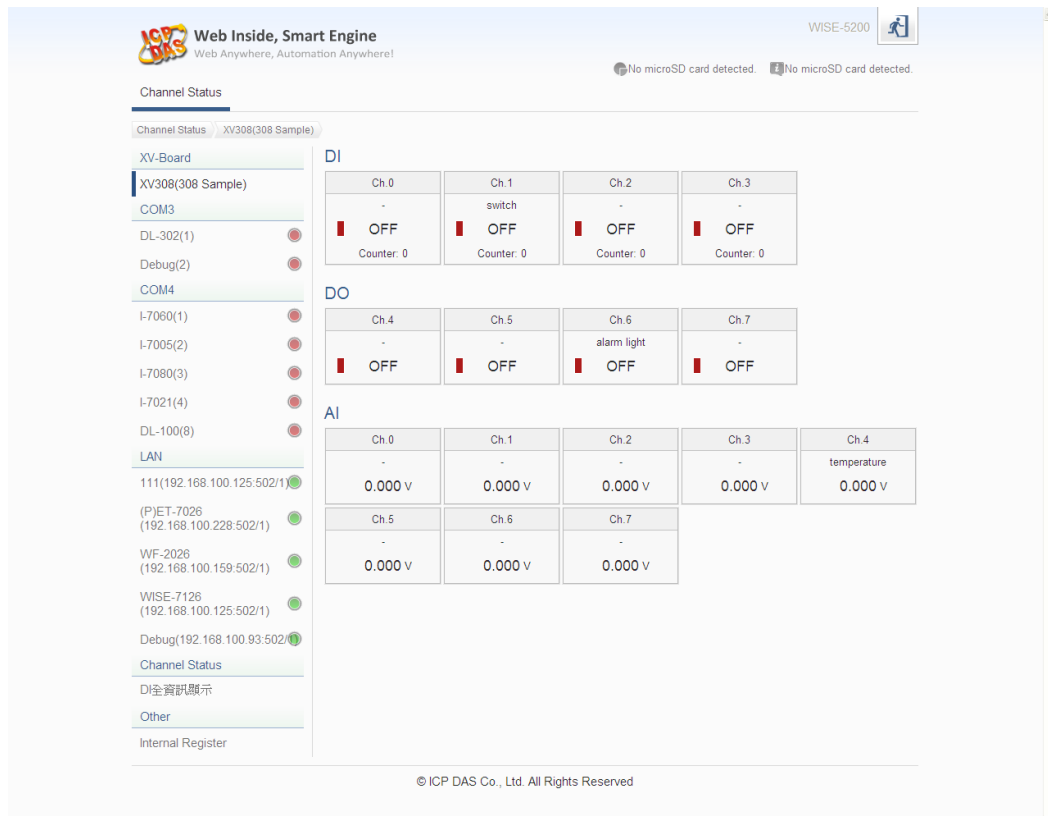 ICP DAS
Web Inside, Smart Engine
Web Anywhere, Automation Anywhere!
WISE-5200
No microSD card detected. No microSD card detected.
Channel Status
Channel Status XV308(308 Sample)
XV-Board
XV308(308 Sample)
COM3
DL-302(1)
Debug(2)
COM4
I-7060(1)
I-7005(2)
I-7080(3)
I-7021(4)
DL-100(8)
LAN
111(192.168.100.125:502/1)
(P)ET-7026
(192.168.100.228:502/1)
WF-2026
(192.168.100.159:502/1)
WISE-7126
(192.168.100.125:502/1)
Debug(192.168.100.93:502/1)
Channel Status
DI全資訊顯示
Other
Internal Register
DI
Ch.0 Ch.1 Ch.2 Ch.3
- switch - -
OFF OFF OFF OFF
Counter: 0 Counter: 0 Counter: 0 Counter: 0
DO
Ch.4 Ch.5 Ch.6 Ch.7
- - alarm light -
OFF OFF OFF OFF
AI
Ch.0 Ch.1 Ch.2 Ch.3 Ch.4
- - - - temperature
0.000 V 0.000 V 0.000 V 0.000 V 0.000 V
Ch.5 Ch.6 Ch.7
- - -
0.000 V 0.000 V 0.000 V
© ICP DAS Co., Ltd. All Rights Reserved